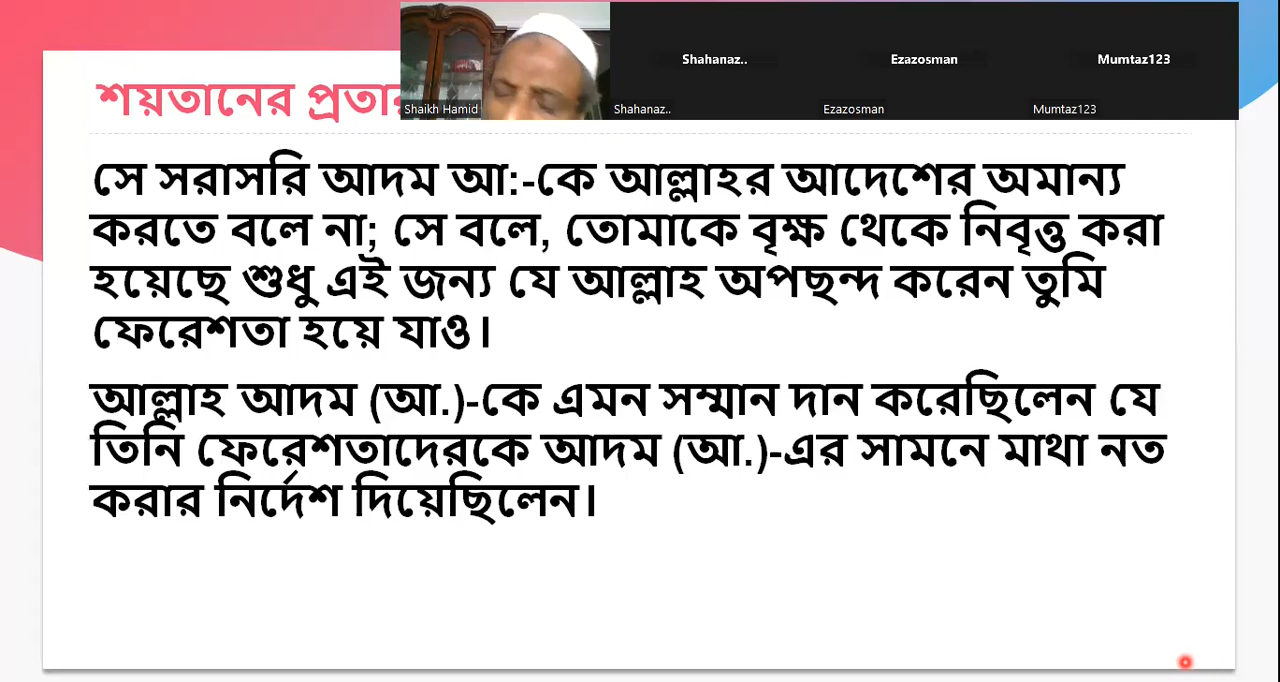 শয়তানের
Shaikh Hamid
Shahanaz..
Shahanaz..
Ezazosman
Ezazosman
Mumtaz123
Mumtaz123
সে সরাসরি আদম আ:-কে আল্লাহর আদেশের অমান্য
করতে বলে না; সে বলে, তোমাকে বৃক্ষ থেকে নিবৃত্ত করা
হয়েছে শুধু এই জন্য যে আল্লাহ অপছন্দ করেন তুমি
ফেরেশতা হয়ে যাও।
আল্লাহ আদম (আ.)-কে এমন সম্মান দান করেছিলেন যে
তিনি ফেরেশতাদেরকে আদম (আ.)-এর সামনে মাথা নত
করার নির্দেশ দিয়েছিলেন।